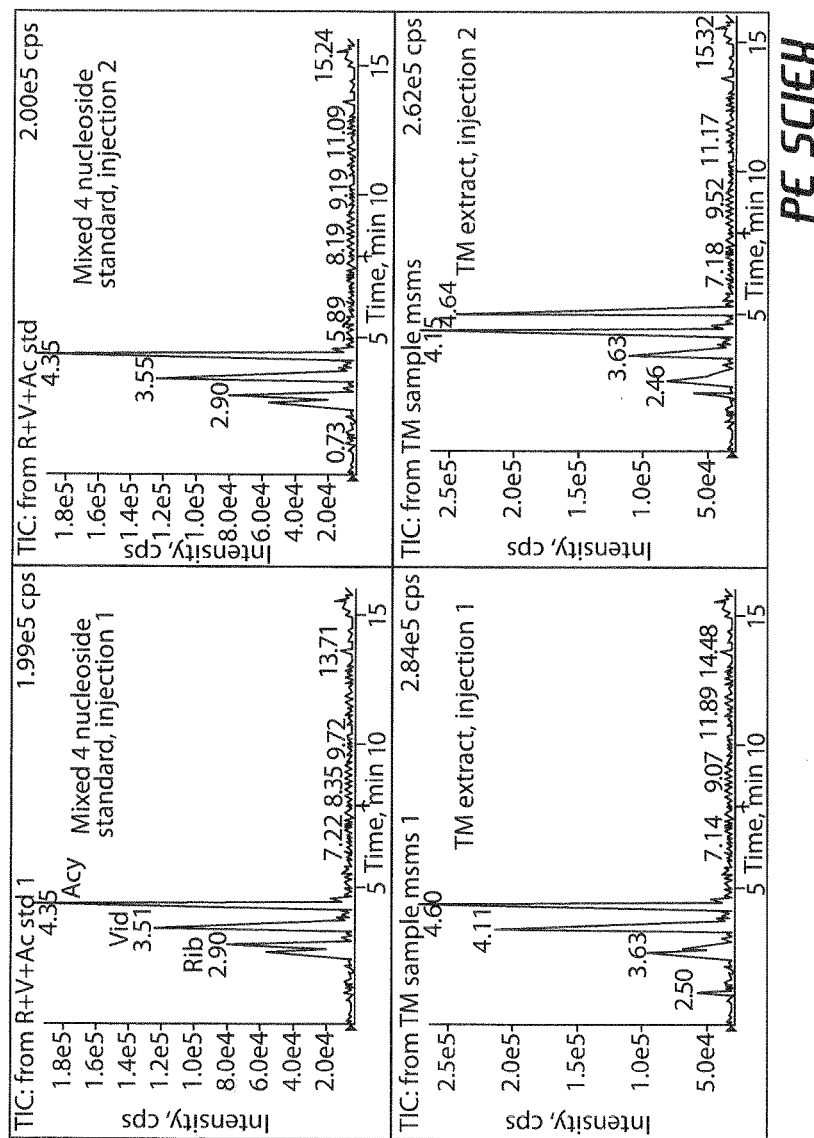 TIC: from R+V+Ac std 1
1.99e5 cps
Mixed 4 nucleoside
standard, injection 1
Acy
4.35
Vid
3.51
Rib
2.90
7.22 8.35 9.72
13.71
1.8e5
1.6e5
1.4e5
1.2e5
1.0e5
8.0e4
6.0e4
4.0e4
2.0e4
Intensity, cps
5
Time, min 10
15
TIC: from R+V+Ac std
2.00e5 cps
Mixed 4 nucleoside
standard, injection 2
4.35
3.55
2.90
0.73
5.89
8.19
9.19
11.09
15.24
1.8e5
1.6e5
1.4e5
1.2e5
1.0e5
8.0e4
6.0e4
4.0e4
2.0e4
Intensity, cps
5
Time, min 10
15
TIC: from TM sample msms 1
2.84e5 cps
TM extract, injection 1
4.60
4.11
3.63
2.50
7.14
9.07
11.89
14.48
2.5e5
2.0e5
1.5e5
1.0e5
5.0e4
Intensity, cps
5
Time, min 10
15
TIC: from TM sample msms
2.62e5 cps
TM extract, injection 2
4.15
4.64
3.63
2.46
7.18
9.52
11.17
15.32
2.5e5
2.0e5
1.5e5
1.0e5
5.0e4
Intensity, cps
5
Time, min 10
15
PE SCIEX